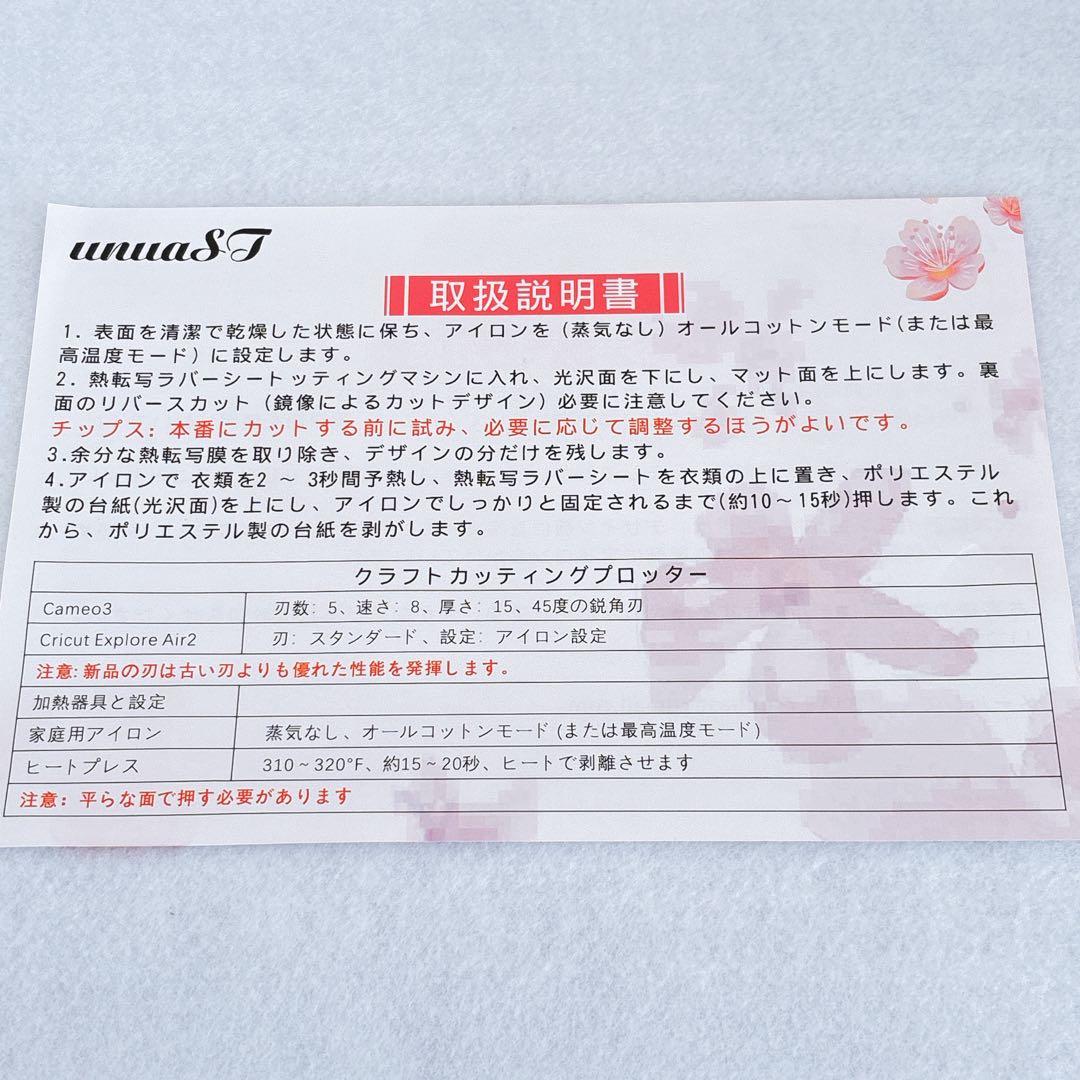 unuaST
取扱説明書
1. 表面を清潔で乾燥した状態に保ち、アイロンを (蒸気なし) オールコットンモード(または最
高温度モード) に設定します。
2. 熱転写ラバーシートッティングマシンに入れ、光沢面を下にし、マット面を上にします。裏
面のリバースカット (鏡像によるカットデザイン) 必要に注意してください。
チップス: 本番にカットする前に試み、必要に応じて調整するほうがよいです。
3.余分な熱転写膜を取り除き、デザインの分だけを残します。
4.アイロンで 衣類を2 ～ 3秒間予熱し、熱転写ラバーシートを衣類の上に置き、ポリエステル
製の台紙(光沢面)を上にし、アイロンでしっかりと固定されるまで(約10～15秒)押します。これ
から、ポリエステル製の台紙を剥がします。
クラフトカッティングプロッター
Cameo3 刃数: 5、速さ: 8、厚さ: 15、45度の鋭角刃
Cricut Explore Air2 刃: スタンダード、設定: アイロン設定
注意: 新品の刃は古い刃よりも優れた性能を発揮します。
加熱器具と設定
家庭用アイロン 蒸気なし、オールコットンモード (または最高温度モード)
ヒートプレス 310～320°F、約15～20秒、ヒートで剥離させます
注意: 平らな面で押す必要があります